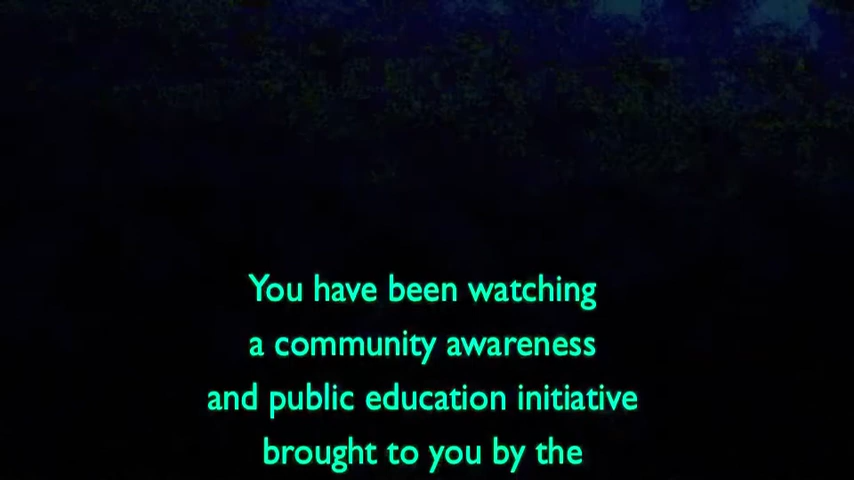 You have been watching
a community awareness
and public education initiative
brought to you by the